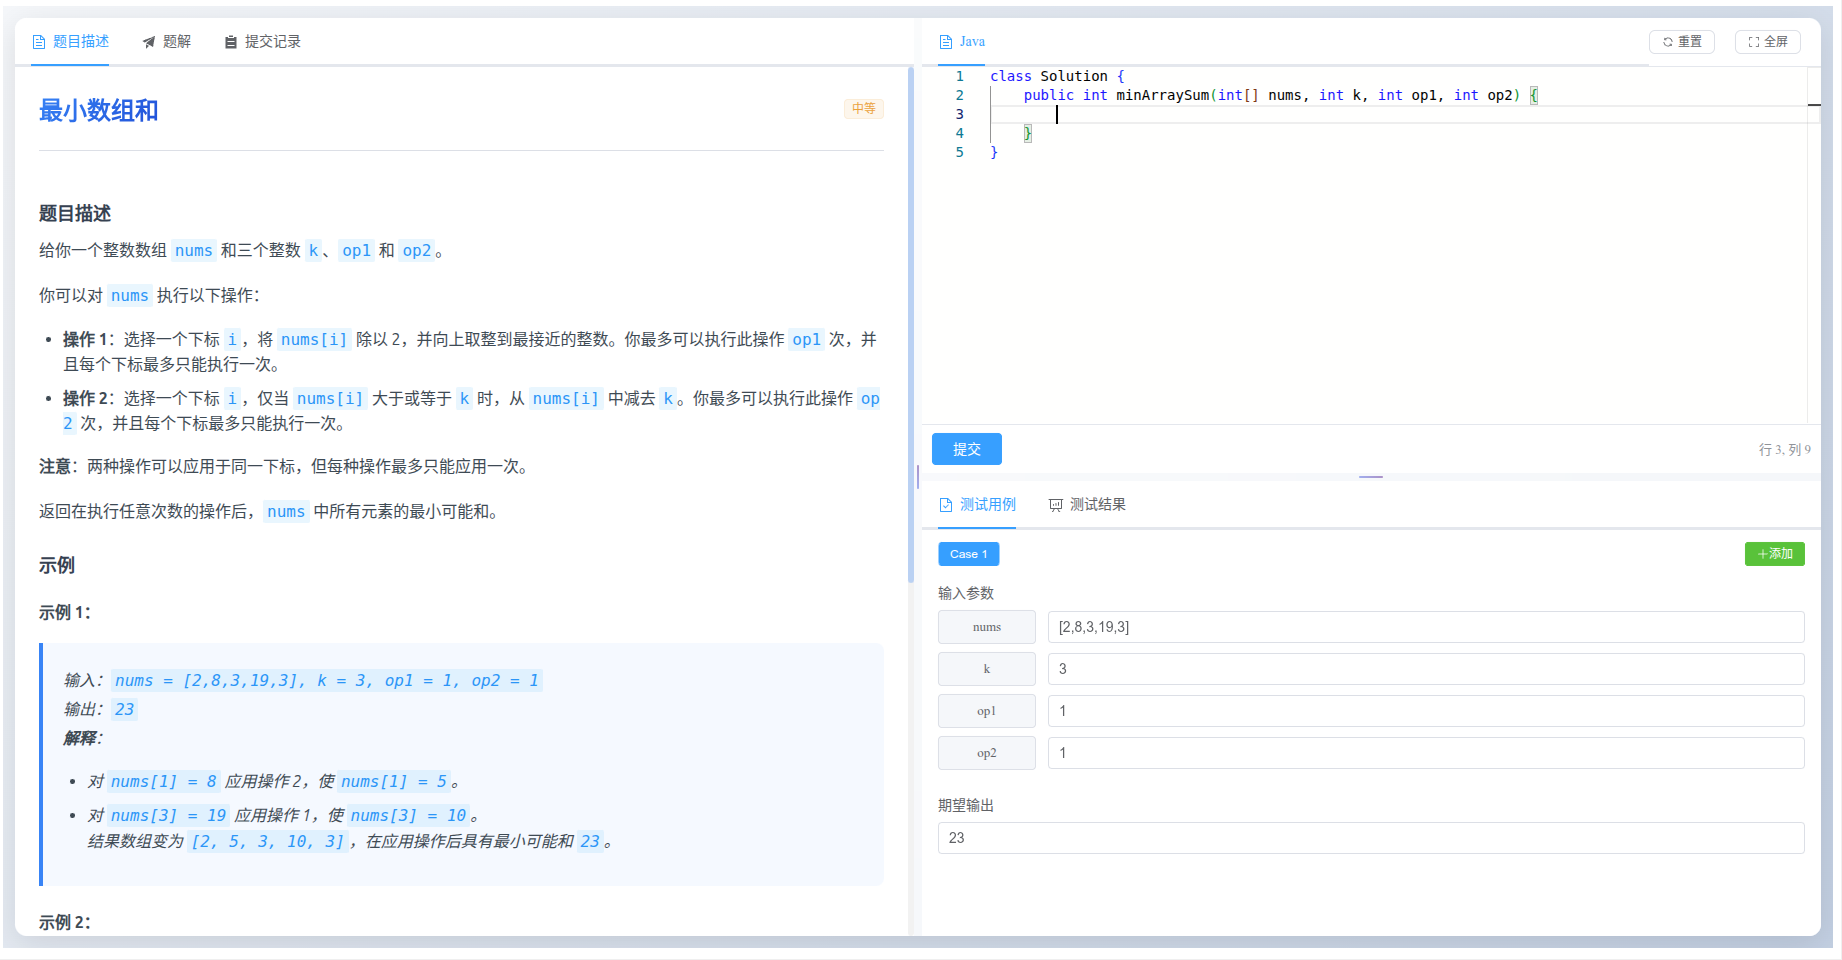 题目描述 题解 提交记录
最小数组和 中等
题目描述
给你一个整数数组 nums 和三个整数 k、op1 和 op2。
你可以对 nums 执行以下操作：
• 操作 1：选择一个下标 i，将 nums[i] 除以 2，并向上取整到最接近的整数。你最多可以执行此操作 op1 次，并
且每个下标最多只能执行一次。
• 操作 2：选择一个下标 i，仅当 nums[i] 大于或等于 k 时，从 nums[i] 中减去 k。你最多可以执行此操作 op
2 次，并且每个下标最多只能执行一次。
注意：两种操作可以应用于同一下标，但每种操作最多只能应用一次。
返回在执行任意次数的操作后，nums 中所有元素的最小可能和。
示例
示例 1：
输入：nums = [2,8,3,19,3], k = 3, op1 = 1, op2 = 1
输出：23
解释：
• 对 nums[1] = 8 应用操作 2，使 nums[1] = 5。
• 对 nums[3] = 19 应用操作 1，使 nums[3] = 10。
结果数组变为 [2, 5, 3, 10, 3]，在应用操作后具有最小可能和 23。
示例 2：
Java 重置 全屏
1 class Solution {
2 public int minArraySum(int[] nums, int k, int op1, int op2) {
3
4 }
5 }
提交 行 3, 列 9
测试用例 测试结果
Case 1 +添加
输入参数
nums [2,8,3,19,3]
k 3
op1 1
op2 1
期望输出
23